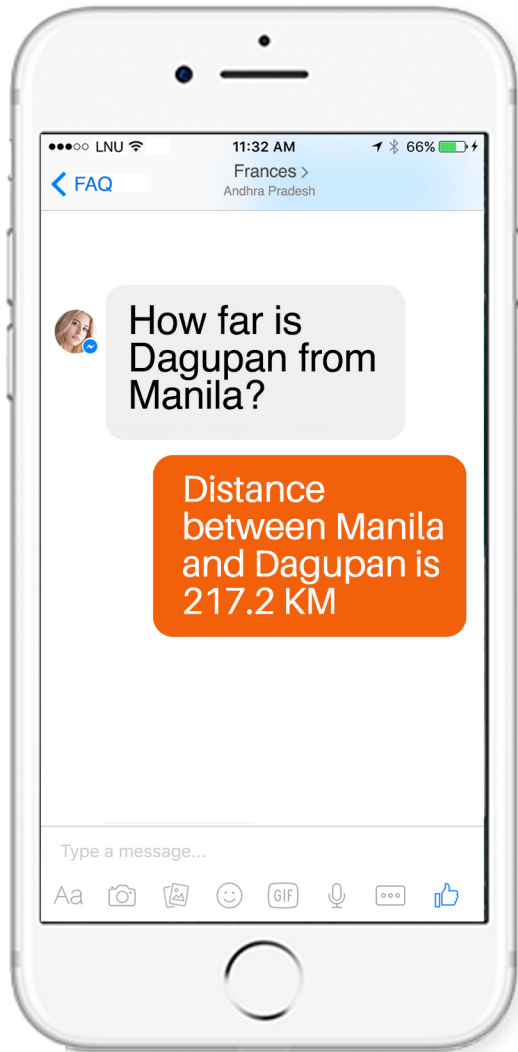 ●●●○○ LNU 11:32 AM 66%
FAQ Frances >
Andhra Pradesh
How far is
Dagupan from
Manila?
Distance
between Manila
and Dagupan is
217.2 KM
Type a message...
Aa GIF